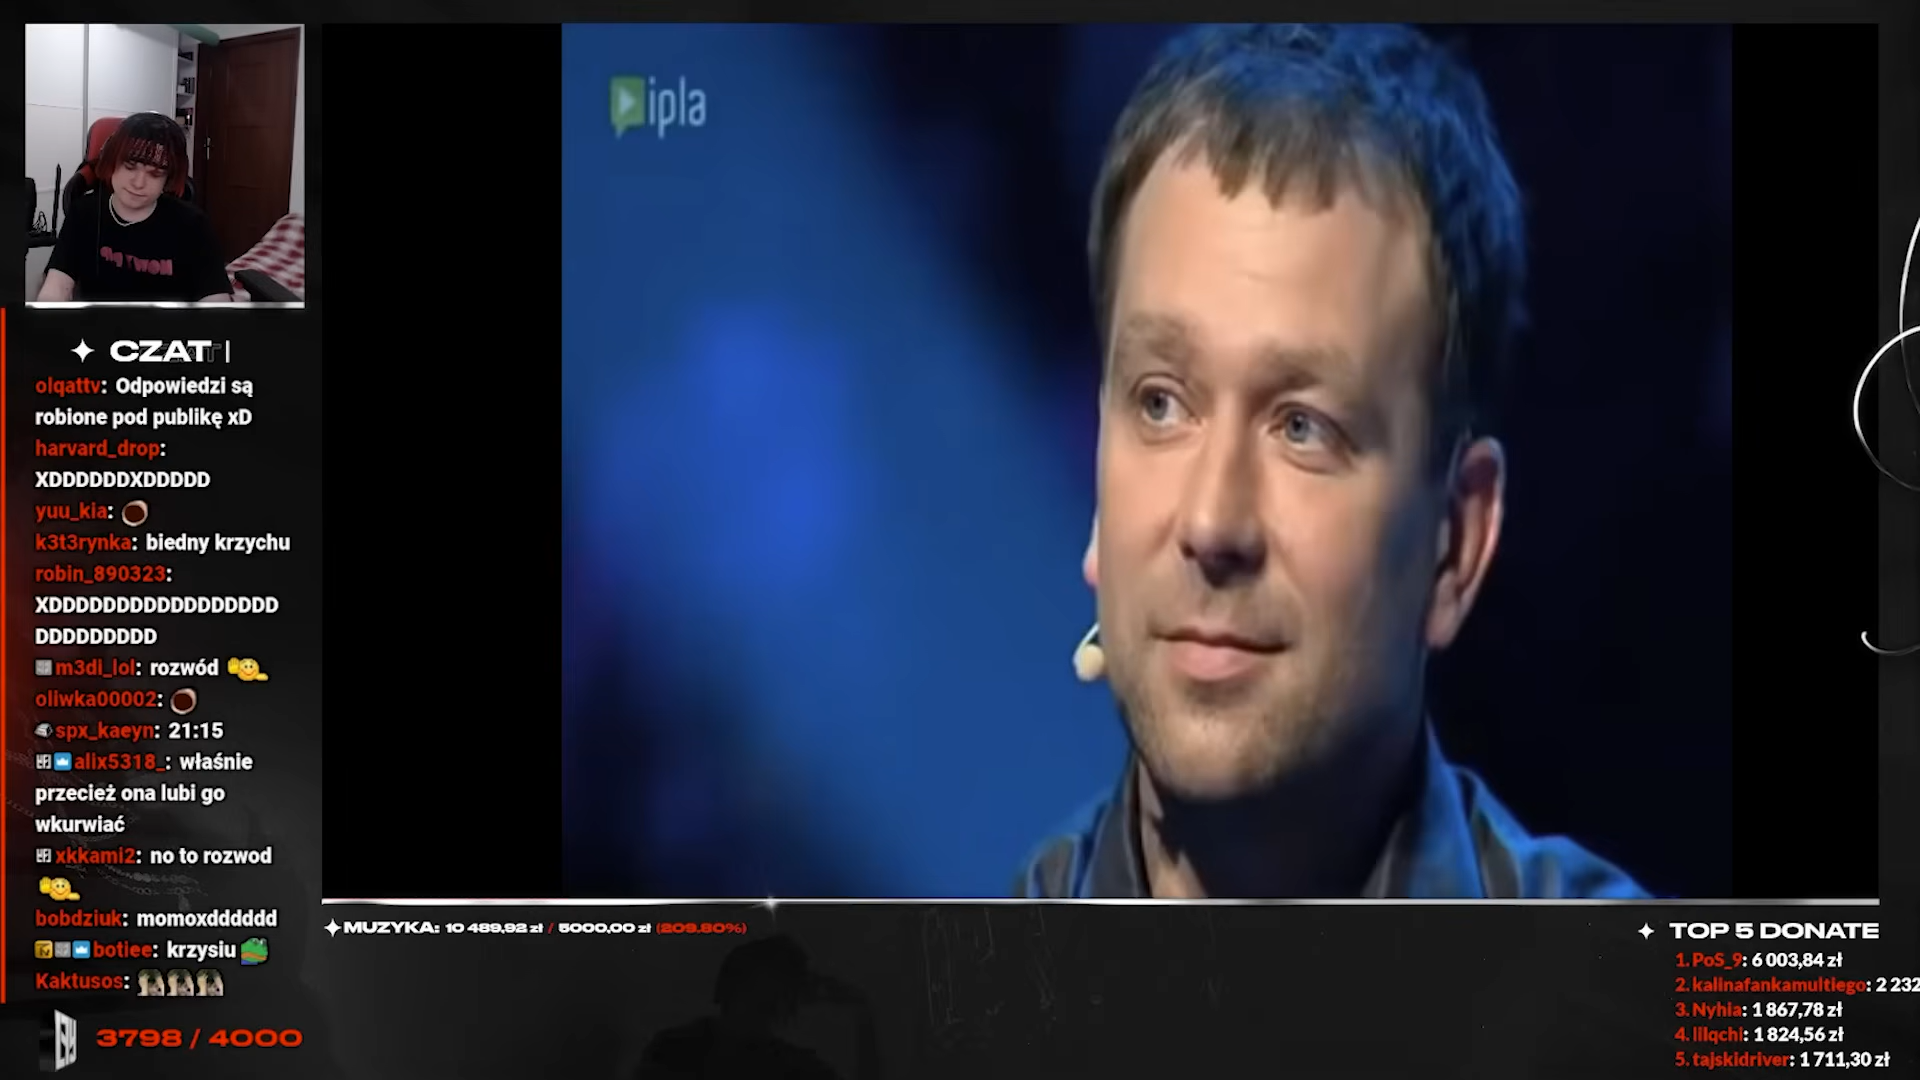 ipla
CZAT
olqattv: Odpowiedzi są
robione pod publikę xD
harvard_drop:
XDDDDDDXDDDDD
yuu_kia:
k3t3rynka: biedny krzychu
robin_890323:
XDDDDDDDDDDDDDDDDD
DDDDDDDDD
m3di_lol: rozwód
oliwka00002:
spx_kaeyn: 21:15
alix5318_: właśnie
przecież ona lubi go
wkurwiać
xkkami2: no to rozwod
bobdziuk: momoxdddddd
botiee: krzysiu
Kaktusos:
3798 / 4000
MUZYKA: 10 489,92 zł / 5000,00 zł (209.80%)
TOP 5 DONATE
1. PoS_9: 6 003,84 zł
2. kalinafankamultiego: 2 232
3. Nyhia: 1 867,78 zł
4. lilqchi: 1 824,56 zł
5. tajskidriver: 1 711,30 zł